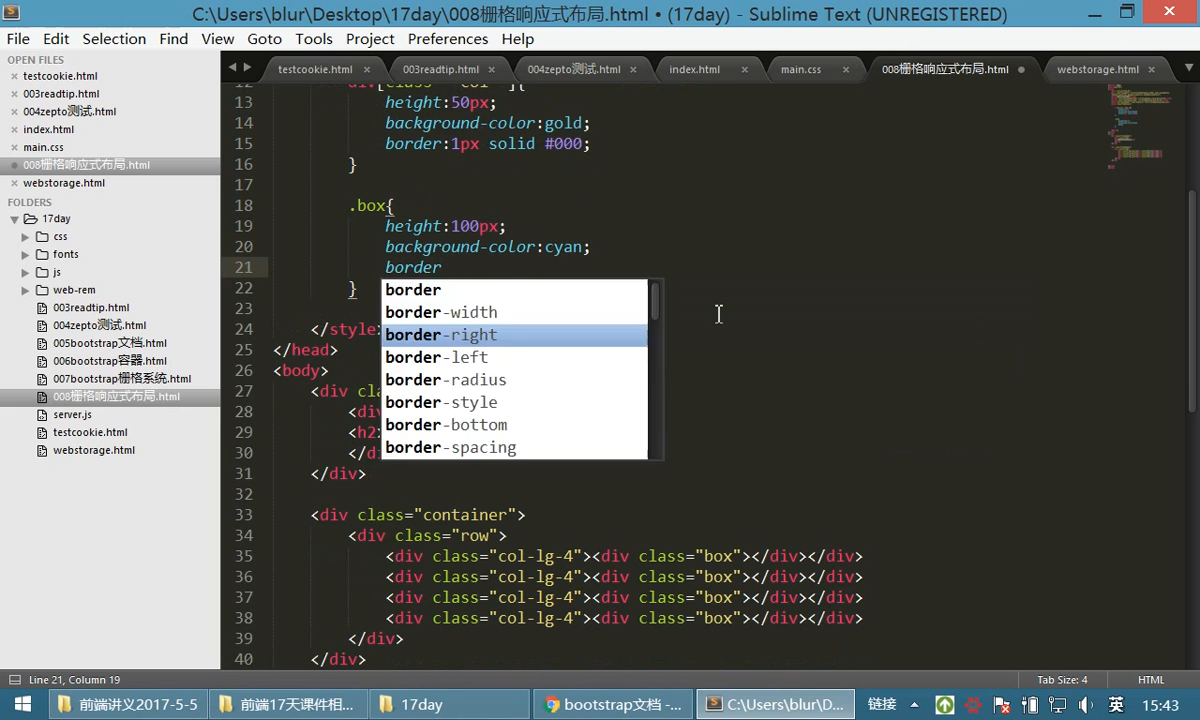 C:\Users\blur\Desktop\17day\008栅格响应式布局.html • (17day) - Sublime Text (UNREGISTERED)
File Edit Selection Find View Goto Tools Project Preferences Help
OPEN FILES
testcookie.html
003readtip.html
004zepto测试.html
index.html
main.css
008栅格响应式布局.html
webstorage.html
FOLDERS
17day
css
fonts
js
web-rem
003readtip.html
004zepto测试.html
005bootstrap文档.html
006bootstrap容器.html
007bootstrap栅格系统.html
008栅格响应式布局.html
server.js
testcookie.html
webstorage.html
testcookie.html 003readtip.html 004zepto测试.html index.html main.css 008栅格响应式布局.html webstorage.html
13 height:50px;
14 background-color:gold;
15 border:1px solid #000;
16 }
17
18 .box{
19 height:100px;
20 background-color:cyan;
21 border
22 }
23
24 </style>
25 </head>
26 <body>
27 <div cla
28 <di
29 <h2
30 </d
31 </div>
32
33 <div class="container">
34 <div class="row">
35 <div class="col-lg-4"><div class="box"></div></div>
36 <div class="col-lg-4"><div class="box"></div></div>
37 <div class="col-lg-4"><div class="box"></div></div>
38 <div class="col-lg-4"><div class="box"></div></div>
39 </div>
40 </div>
border
border-width
border-right
border-left
border-radius
border-style
border-bottom
border-spacing
Line 21, Column 19 Tab Size: 4 HTML
前端讲义2017-5-5 前端17天课件相... 17day bootstrap文档 -... C:\Users\blur\D... 链接 英 15:43